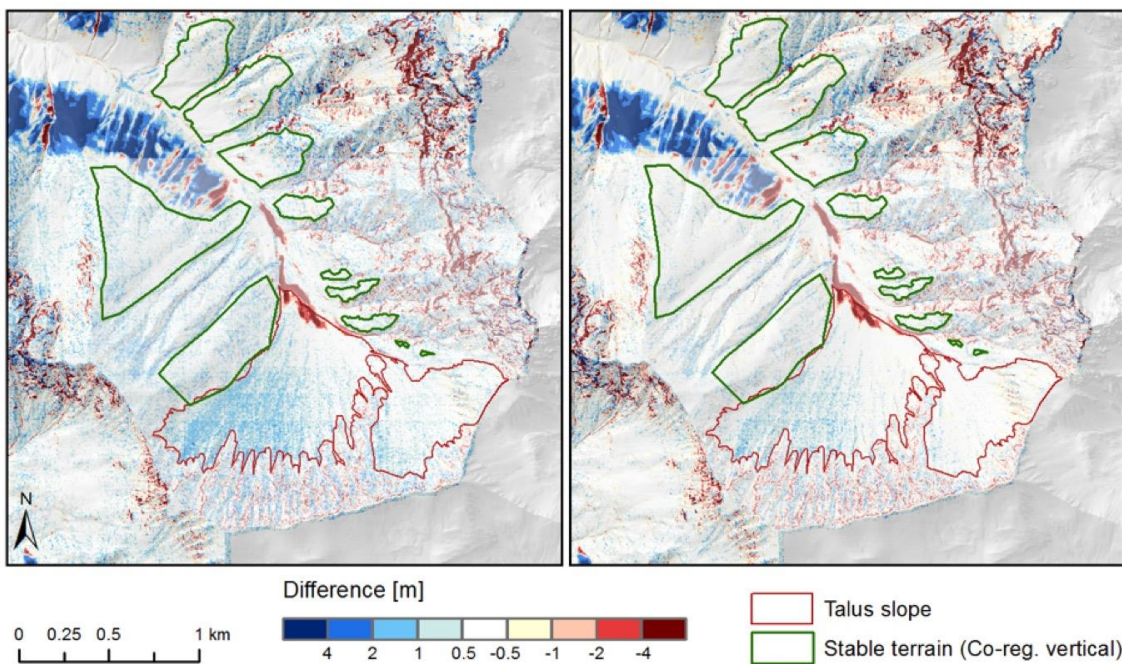 N
Difference [m]
0 0.25 0.5 1 km
4 2 1 0.5 -0.5 -1 -2 -4
Talus slope
Stable terrain (Co-reg. vertical)